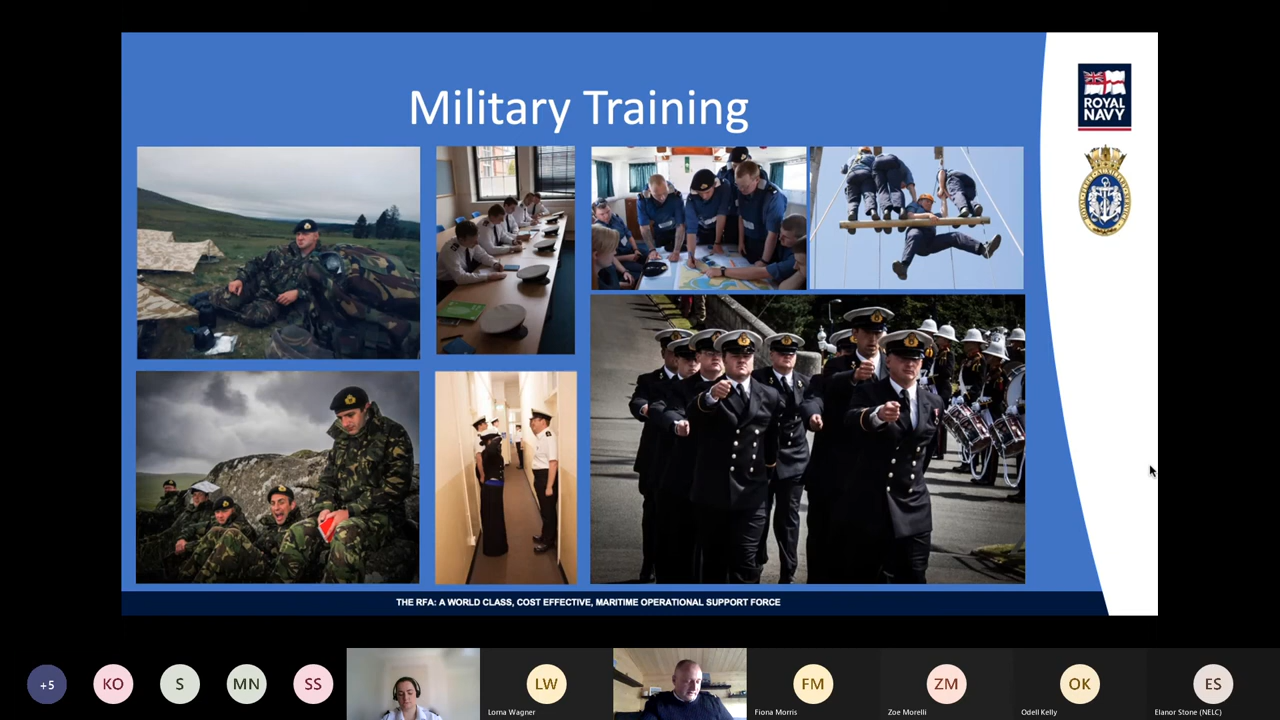 Military Training
ROYAL
NAVY
THE RFA: A WORLD CLASS, COST EFFECTIVE, MARITIME OPERATIONAL SUPPORT FORCE
+5
KO
S
MN
SS
LW
FM
ZM
OK
ES
Lorna Wagner
Fiona Morris
Zoe Morelli
Odell Kelly
Elanor Stone (NELC)